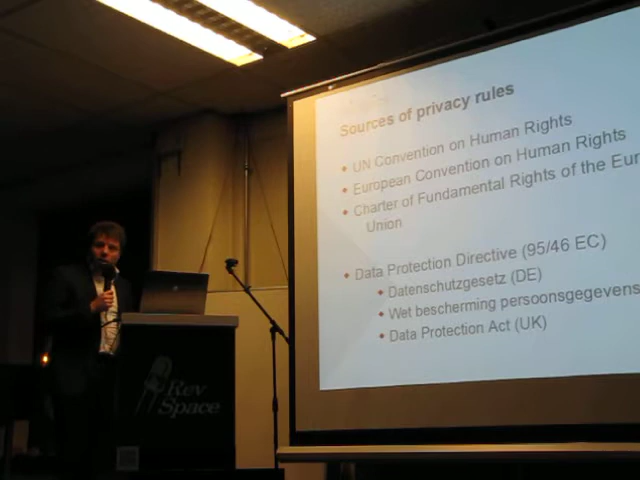 Sources of privacy rules
UN Convention on Human Rights
European Convention on Human Rights
Charter of Fundamental Rights of the Eur
Union
Data Protection Directive (95/46 EC)
Datenschutzgesetz (DE)
Wet bescherming persoonsgegevens
Data Protection Act (UK)
Rev
Space